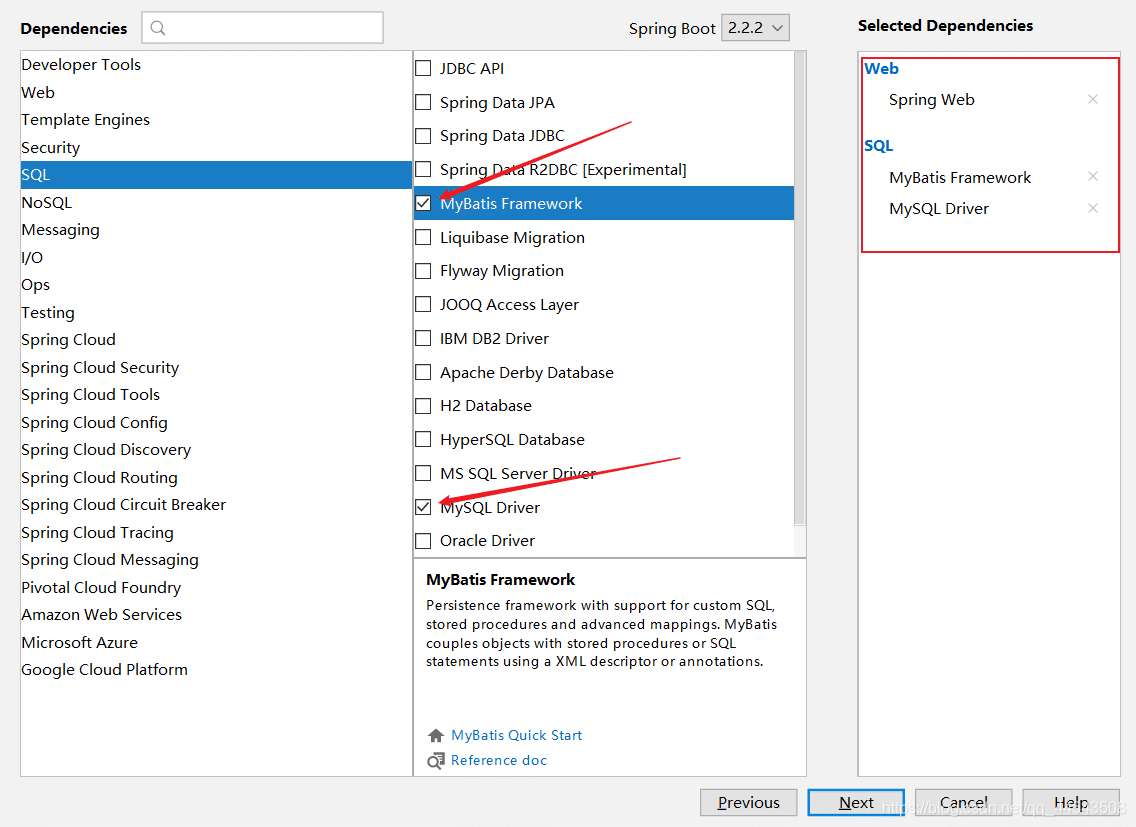 Dependencies
Spring Boot 2.2.2
Selected Dependencies
Developer Tools
Web
Template Engines
Security
SQL
NoSQL
Messaging
I/O
Ops
Testing
Spring Cloud
Spring Cloud Security
Spring Cloud Tools
Spring Cloud Config
Spring Cloud Discovery
Spring Cloud Routing
Spring Cloud Circuit Breaker
Spring Cloud Tracing
Spring Cloud Messaging
Pivotal Cloud Foundry
Amazon Web Services
Microsoft Azure
Google Cloud Platform
JDBC API
Spring Data JPA
Spring Data JDBC
Spring Data R2DBC [Experimental]
MyBatis Framework
Liquibase Migration
Flyway Migration
JOOQ Access Layer
IBM DB2 Driver
Apache Derby Database
H2 Database
HyperSQL Database
MS SQL Server Driver
MySQL Driver
Oracle Driver
MyBatis Framework
Persistence framework with support for custom SQL,
stored procedures and advanced mappings. MyBatis
couples objects with stored procedures or SQL
statements using a XML descriptor or annotations.
MyBatis Quick Start
Reference doc
Web
Spring Web
SQL
MyBatis Framework
MySQL Driver
Previous
Next
Cancel
Help